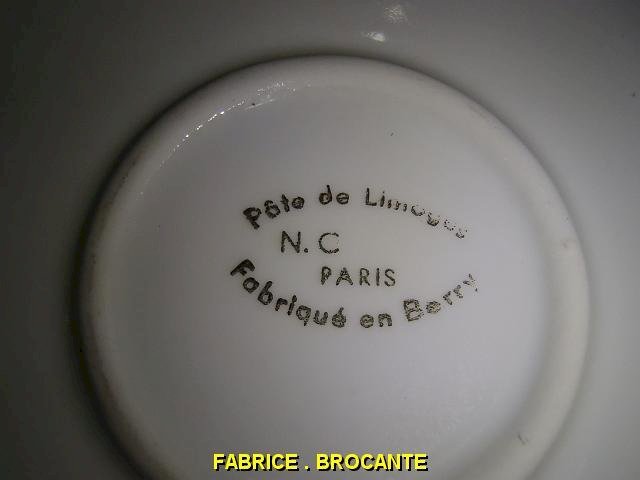 Pâte de Limoges
N. C
PARIS
Fabriqué en Berry
FABRICE . BROCANTE